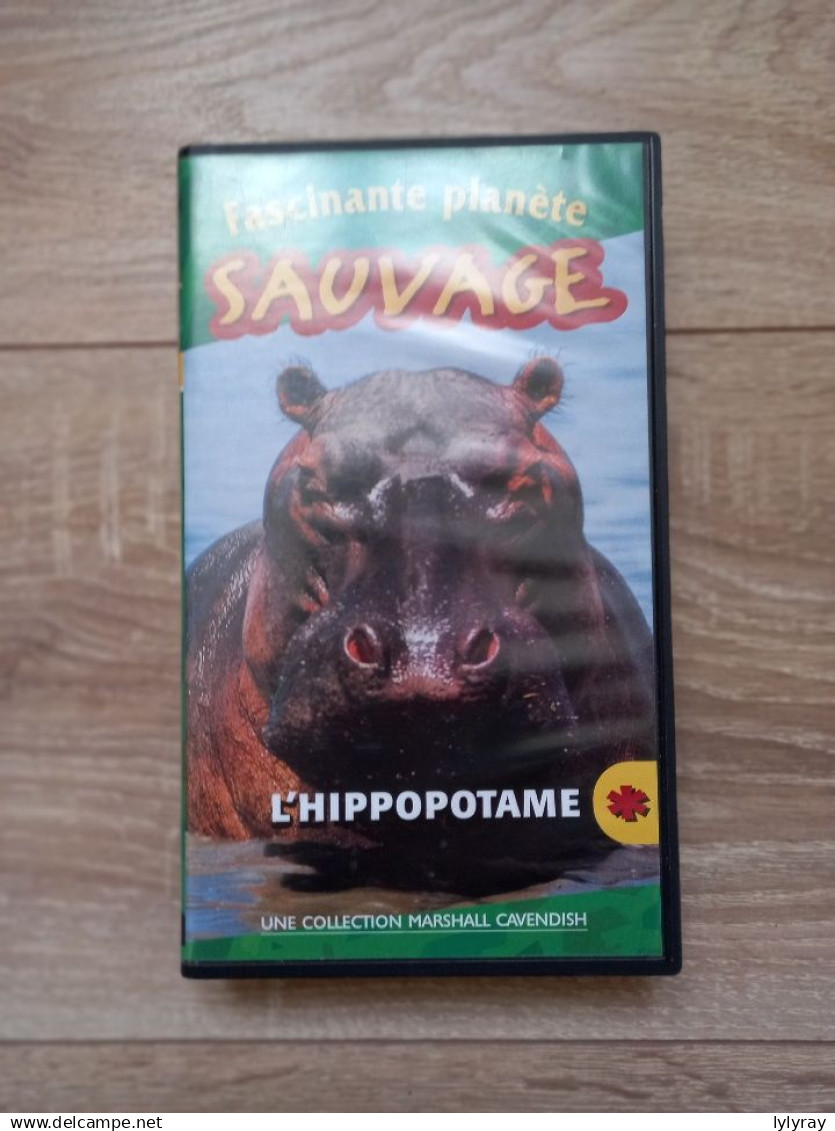 Fascinante planète
SAUVAGE
L'HIPPOPOTAME
UNE COLLECTION MARSHALL CAVENDISH
www.delcampe.net
lylyray